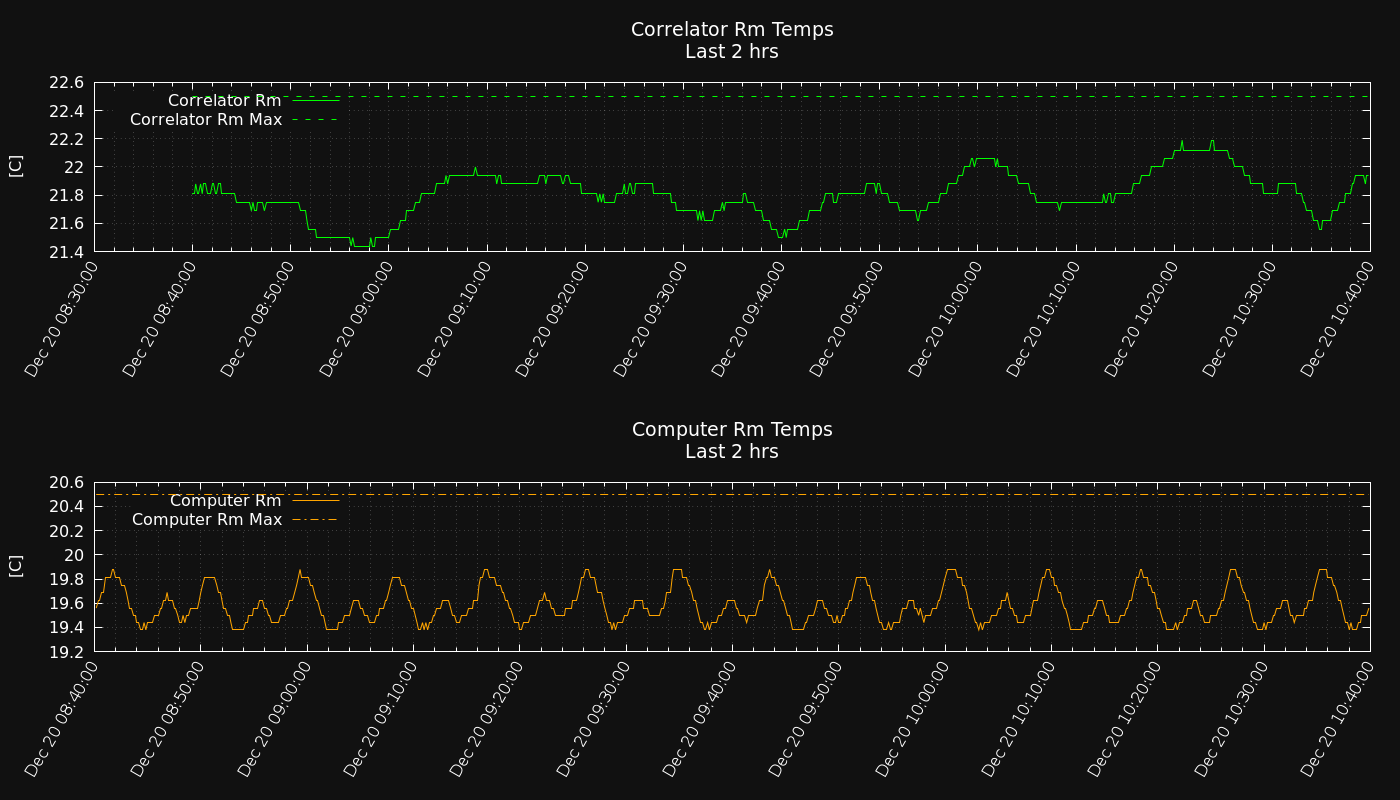 Correlator Rm Temps
Last 2 hrs
22.6
22.4
22.2
22
21.8
21.6
21.4
[C]
Correlator Rm
Correlator Rm Max
Dec 20 08:30:00
Dec 20 08:40:00
Dec 20 08:50:00
Dec 20 09:00:00
Dec 20 09:10:00
Dec 20 09:20:00
Dec 20 09:30:00
Dec 20 09:40:00
Dec 20 09:50:00
Dec 20 10:00:00
Dec 20 10:10:00
Dec 20 10:20:00
Dec 20 10:30:00
Dec 20 10:40:00
Computer Rm Temps
Last 2 hrs
20.6
20.4
20.2
20
19.8
19.6
19.4
19.2
[C]
Computer Rm
Computer Rm Max
Dec 20 08:40:00
Dec 20 08:50:00
Dec 20 09:00:00
Dec 20 09:10:00
Dec 20 09:20:00
Dec 20 09:30:00
Dec 20 09:40:00
Dec 20 09:50:00
Dec 20 10:00:00
Dec 20 10:10:00
Dec 20 10:20:00
Dec 20 10:30:00
Dec 20 10:40:00